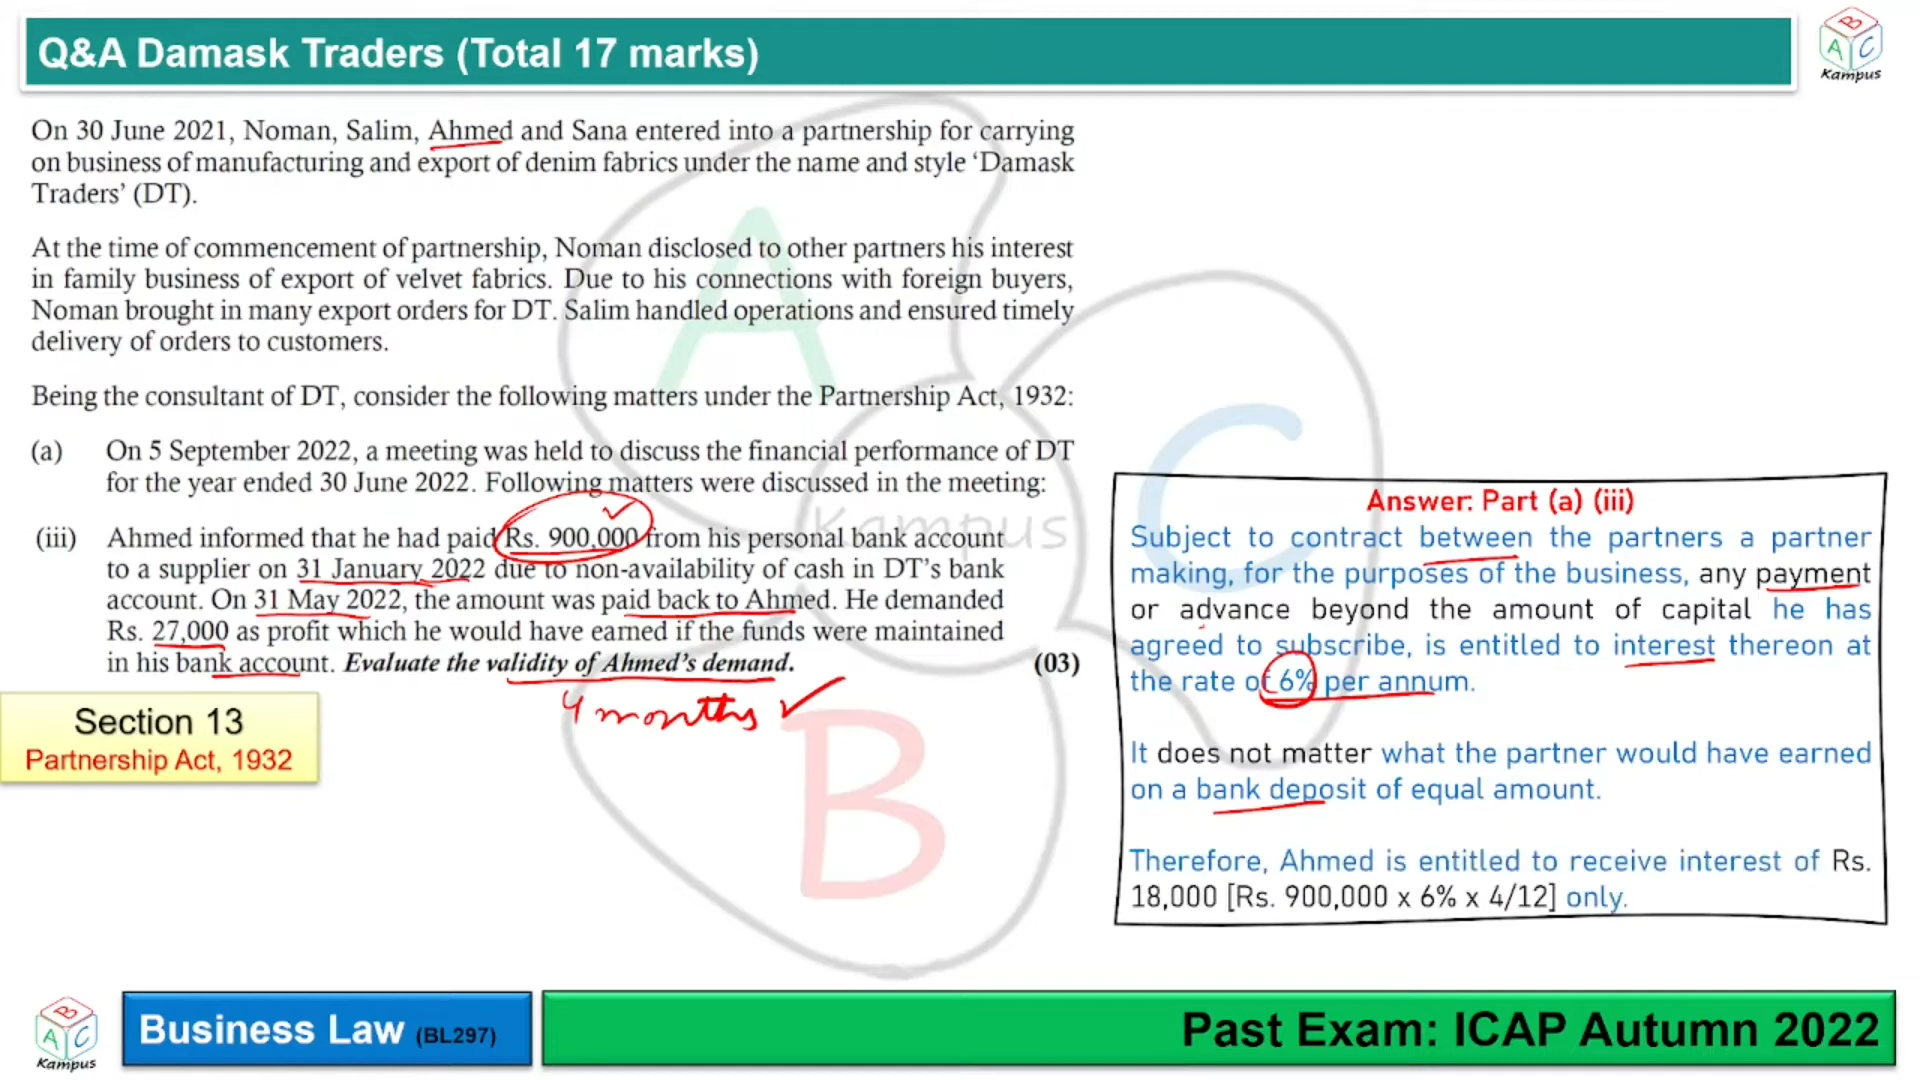 Q&A Damask Traders (Total 17 marks)
A B C
Kampus
On 30 June 2021, Noman, Salim, Ahmed and Sana entered into a partnership for carrying
on business of manufacturing and export of denim fabrics under the name and style ‘Damask
Traders’ (DT).
At the time of commencement of partnership, Noman disclosed to other partners his interest
in family business of export of velvet fabrics. Due to his connections with foreign buyers,
Noman brought in many export orders for DT. Salim handled operations and ensured timely
delivery of orders to customers.
Being the consultant of DT, consider the following matters under the Partnership Act, 1932:
(a) On 5 September 2022, a meeting was held to discuss the financial performance of DT
for the year ended 30 June 2022. Following matters were discussed in the meeting:
(iii) Ahmed informed that he had paid Rs. 900,000 from his personal bank account
to a supplier on 31 January 2022 due to non-availability of cash in DT’s bank
account. On 31 May 2022, the amount was paid back to Ahmed. He demanded
Rs. 27,000 as profit which he would have earned if the funds were maintained
in his bank account. Evaluate the validity of Ahmed’s demand. (03)
4 months
Section 13
Partnership Act, 1932
A B C
Kampus
Answer: Part (a) (iii)
Subject to contract between the partners a partner
making, for the purposes of the business, any payment
or advance beyond the amount of capital he has
agreed to subscribe, is entitled to interest thereon at
the rate of 6% per annum.
It does not matter what the partner would have earned
on a bank deposit of equal amount.
Therefore, Ahmed is entitled to receive interest of Rs.
18,000 [Rs. 900,000 x 6% x 4/12] only.
A B C
Kampus
Business Law (BL297)
Past Exam: ICAP Autumn 2022